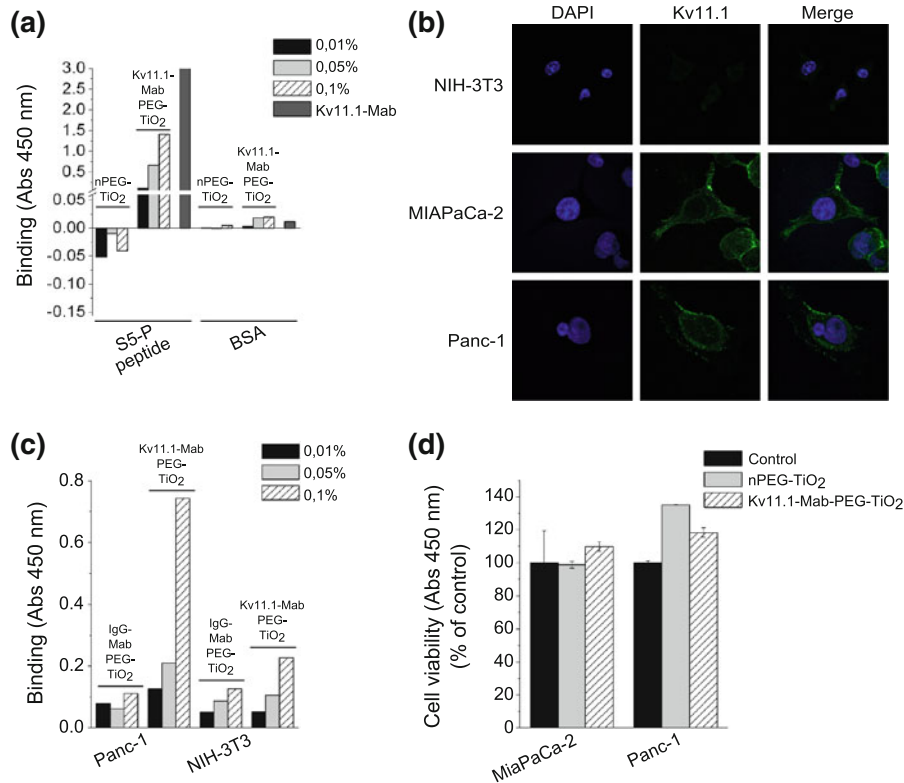 (a)
0,01%
0,05%
0,1%
Kv11.1-Mab
Kv11.1-
Mab
PEG-
TiO2
nPEG-
TiO2
nPEG-
TiO2
Kv11.1-
Mab
PEG-
TiO2
Binding (Abs 450 nm)
3.0
2.5
2.0
1.5
1.0
0.5
0.05
0.00
-0.05
-0.10
-0.15
S5-P
peptide
BSA
(b)
DAPI
Kv11.1
Merge
NIH-3T3
MIAPaCa-2
Panc-1
(c)
0,01%
0,05%
0,1%
Kv11.1-Mab
PEG-
TiO2
IgG-
Mab
PEG-
TiO2
IgG-
Mab
PEG-
TiO2
Kv11.1-Mab
PEG-
TiO2
Binding (Abs 450 nm)
0.8
0.6
0.4
0.2
0.0
Panc-1
NIH-3T3
(d)
Control
nPEG-TiO2
Kv11.1-Mab-PEG-TiO2
Cell viability (Abs 450 nm)
(% of control)
140
120
100
80
60
40
20
0
MiaPaCa-2
Panc-1